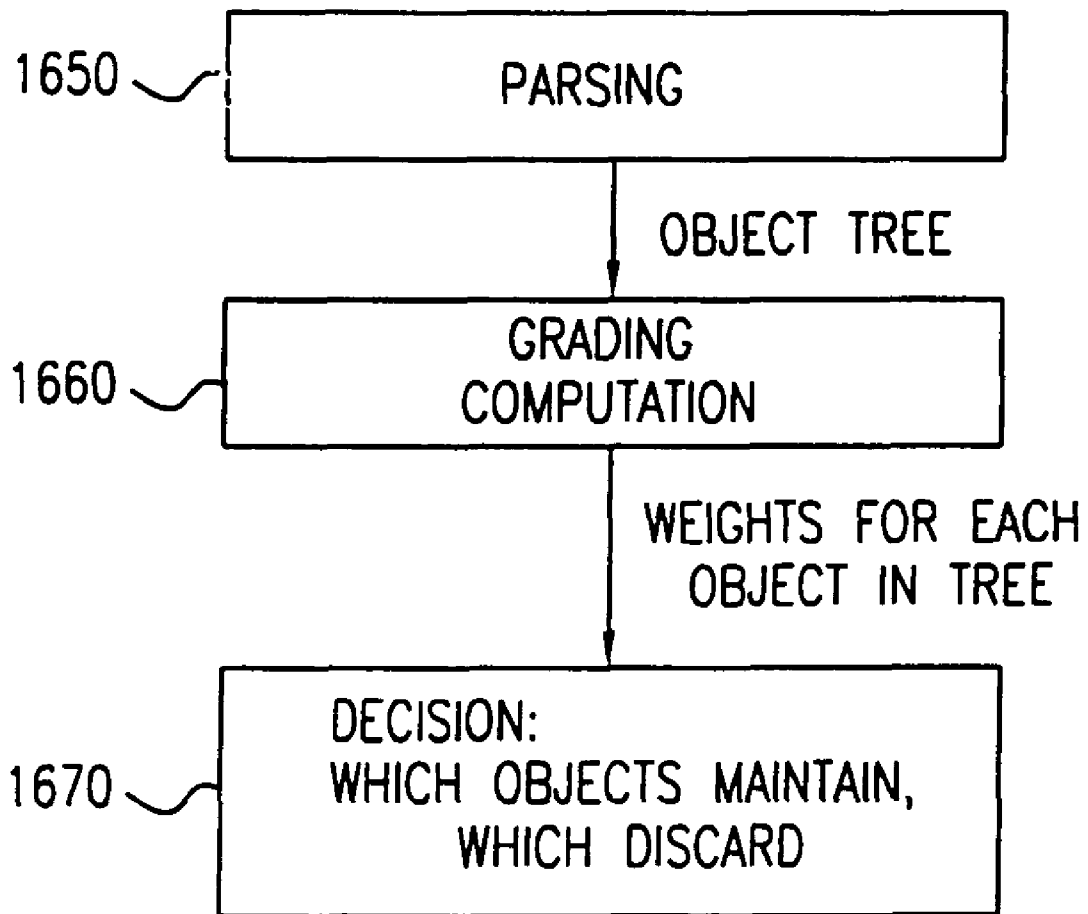 1650
PARSING
OBJECT TREE
1660
GRADING
COMPUTATION
WEIGHTS FOR EACH
OBJECT IN TREE
1670
DECISION:
WHICH OBJECTS MAINTAIN,
WHICH DISCARD